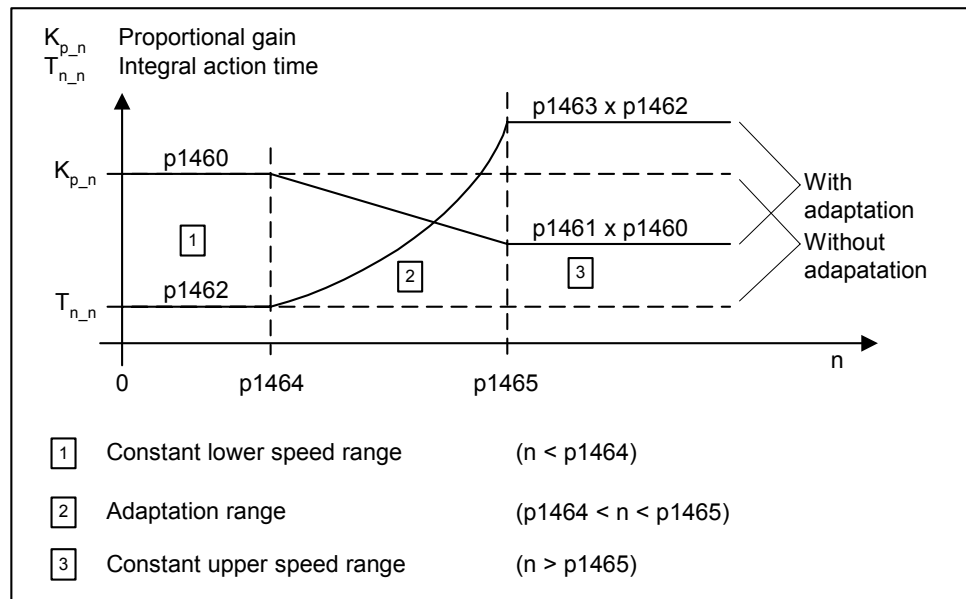 K_p_n Proportional gain
T_n_n Integral action time
p1463 x p1462
p1460
K_p_n
With
adaptation
p1461 x p1460
Without
adapatation
1
2
3
p1462
T_n_n
n
0
p1464
p1465
1 Constant lower speed range (n < p1464)
2 Adaptation range (p1464 < n < p1465)
3 Constant upper speed range (n > p1465)